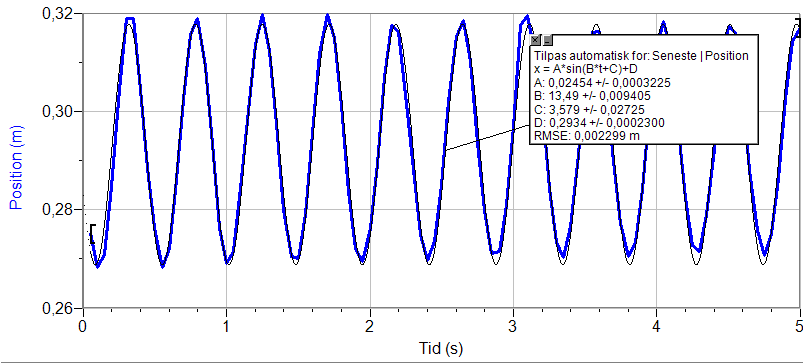 0,32
0,30
0,28
0,26
Position (m)
Tilpas automatisk for: Seneste | Position
x = A*sin(B*t+C)+D
A: 0,02454 +/- 0,0003225
B: 13,49 +/- 0,009405
C: 3,579 +/- 0,02725
D: 0,2934 +/- 0,0002300
RMSE: 0,002299 m
0 1 2 3 4 5
Tid (s)